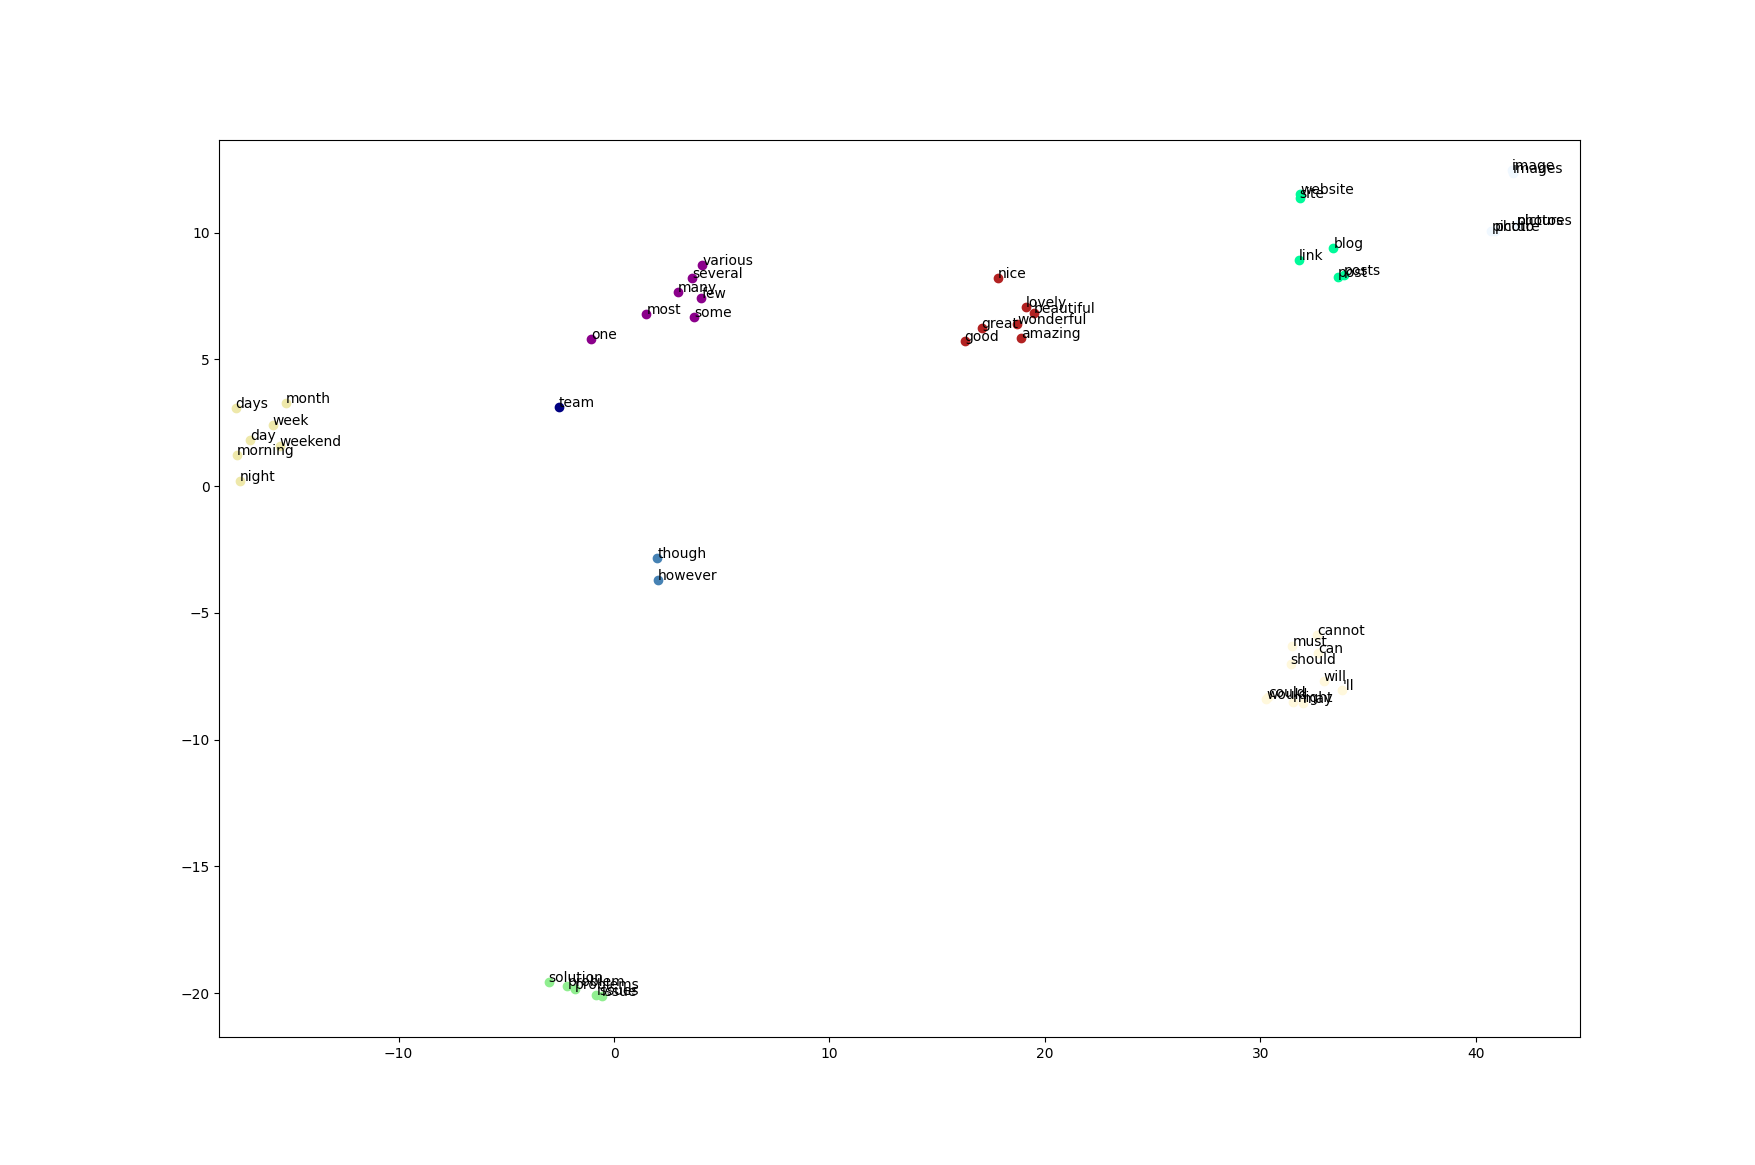 image
images
website
site
pictures
photos
photo
picture
10
blog
link
posts
post
various
several
many
few
most
some
one
nice
lovely
beautiful
wonderful
great
amazing
good
5
team
month
days
week
day
weekend
morning
night
0
though
however
−5
cannot
must
can
should
will
'll
could
would
might
may
−10
−15
solution
problem
problems
issues
issue
−20
−10
0
10
20
30
40